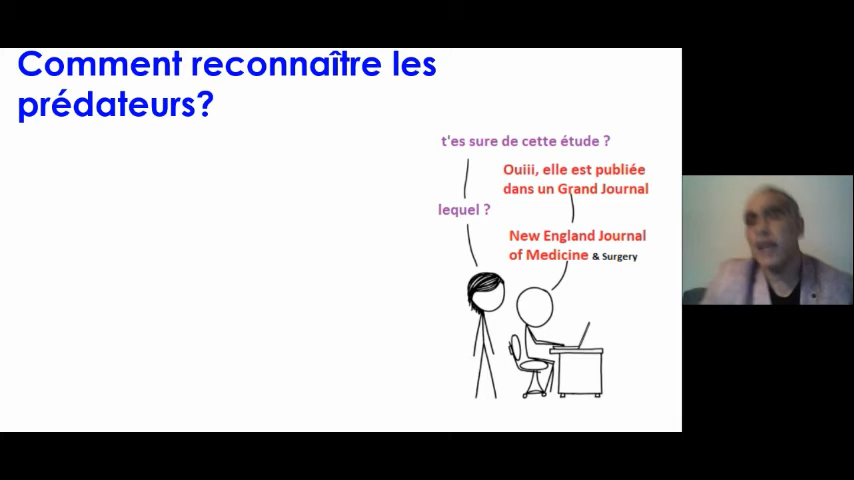 Comment reconnaître les
prédateurs?
t'es sure de cette étude ?
Ouiii, elle est publiée
dans un Grand Journal
lequel ?
New England Journal
of Medicine & Surgery